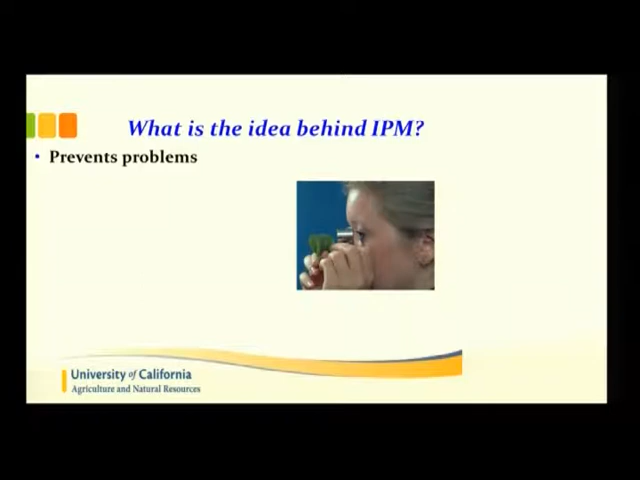 What is the idea behind IPM?
• Prevents problems
University of California
Agriculture and Natural Resources